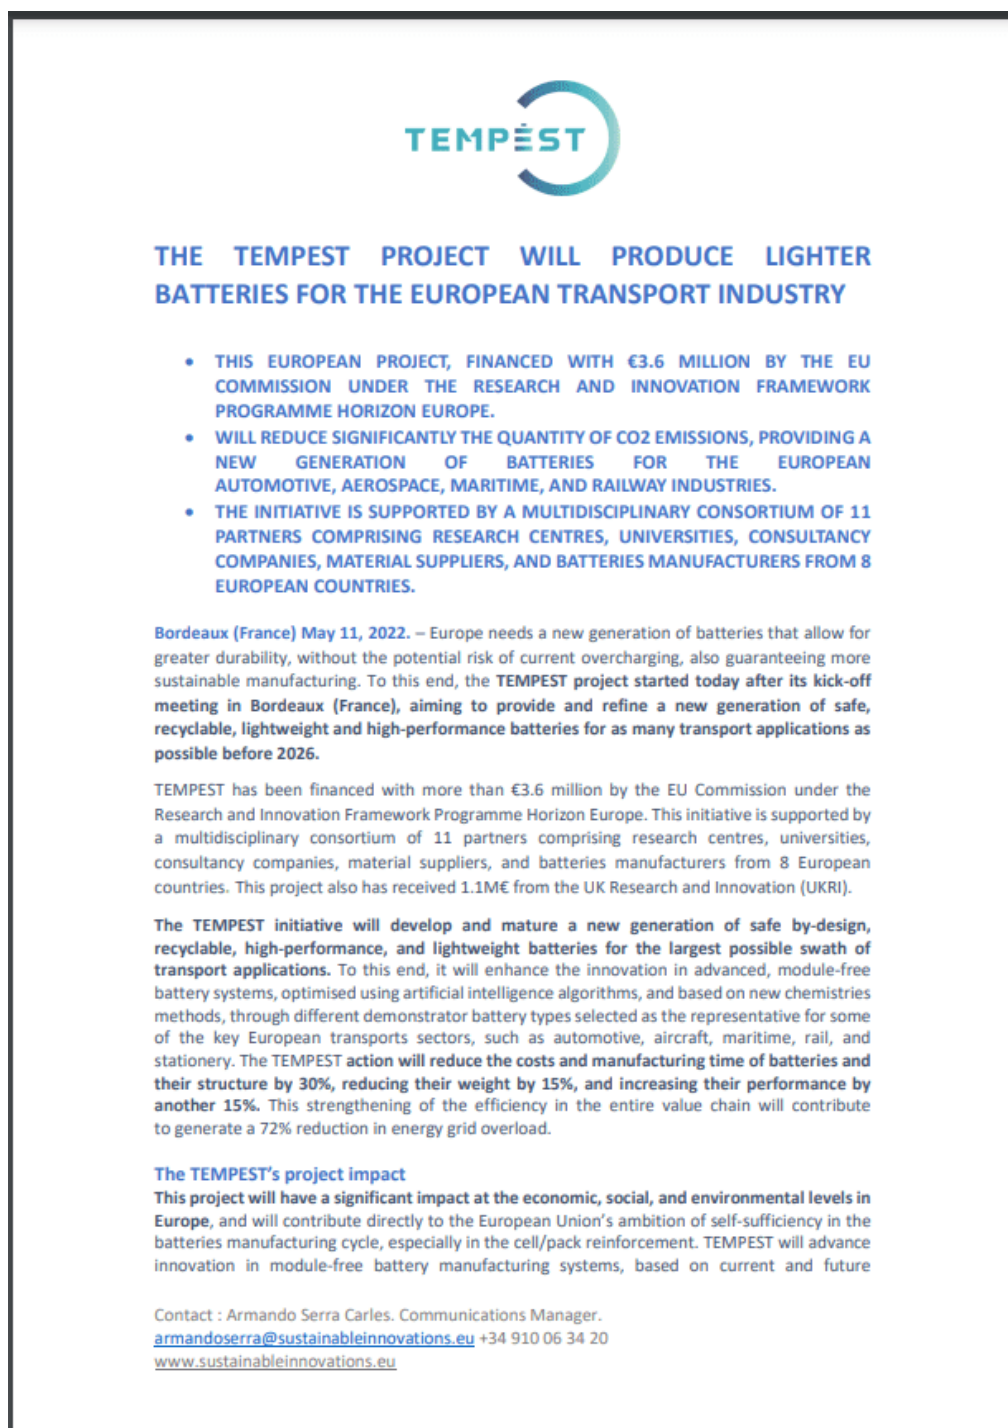 TEMPEST
THE TEMPEST PROJECT WILL PRODUCE LIGHTER
BATTERIES FOR THE EUROPEAN TRANSPORT INDUSTRY
• THIS EUROPEAN PROJECT, FINANCED WITH €3.6 MILLION BY THE EU
COMMISSION UNDER THE RESEARCH AND INNOVATION FRAMEWORK
PROGRAMME HORIZON EUROPE.
• WILL REDUCE SIGNIFICANTLY THE QUANTITY OF CO2 EMISSIONS, PROVIDING A
NEW GENERATION OF BATTERIES FOR THE EUROPEAN
AUTOMOTIVE, AEROSPACE, MARITIME, AND RAILWAY INDUSTRIES.
• THE INITIATIVE IS SUPPORTED BY A MULTIDISCIPLINARY CONSORTIUM OF 11
PARTNERS COMPRISING RESEARCH CENTRES, UNIVERSITIES, CONSULTANCY
COMPANIES, MATERIAL SUPPLIERS, AND BATTERIES MANUFACTURERS FROM 8
EUROPEAN COUNTRIES.
Bordeaux (France) May 11, 2022. – Europe needs a new generation of batteries that allow for
greater durability, without the potential risk of current overcharging, also guaranteeing more
sustainable manufacturing. To this end, the TEMPEST project started today after its kick-off
meeting in Bordeaux (France), aiming to provide and refine a new generation of safe,
recyclable, lightweight and high-performance batteries for as many transport applications as
possible before 2026.
TEMPEST has been financed with more than €3.6 million by the EU Commission under the
Research and Innovation Framework Programme Horizon Europe. This initiative is supported by
a multidisciplinary consortium of 11 partners comprising research centres, universities,
consultancy companies, material suppliers, and batteries manufacturers from 8 European
countries. This project also has received 1.1M€ from the UK Research and Innovation (UKRI).
The TEMPEST initiative will develop and mature a new generation of safe by-design,
recyclable, high-performance, and lightweight batteries for the largest possible swath of
transport applications. To this end, it will enhance the innovation in advanced, module-free
battery systems, optimised using artificial intelligence algorithms, and based on new chemistries
methods, through different demonstrator battery types selected as the representative for some
of the key European transports sectors, such as automotive, aircraft, maritime, rail, and
stationery. The TEMPEST action will reduce the costs and manufacturing time of batteries and
their structure by 30%, reducing their weight by 15%, and increasing their performance by
another 15%. This strengthening of the efficiency in the entire value chain will contribute
to generate a 72% reduction in energy grid overload.
The TEMPEST’s project impact
This project will have a significant impact at the economic, social, and environmental levels in
Europe, and will contribute directly to the European Union’s ambition of self-sufficiency in the
batteries manufacturing cycle, especially in the cell/pack reinforcement. TEMPEST will advance
innovation in module-free battery manufacturing systems, based on current and future
Contact : Armando Serra Carles. Communications Manager.
armandoserra@sustainableinnovations.eu +34 910 06 34 20
www.sustainableinnovations.eu